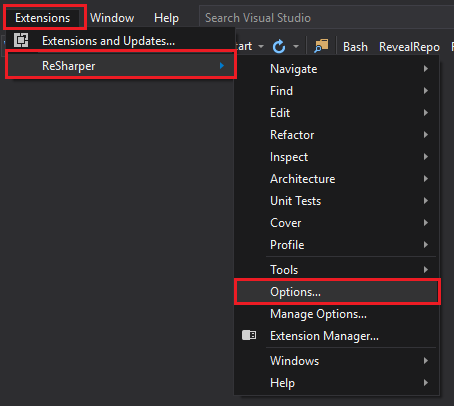 Extensions Window Help Search Visual Studio
Extensions and Updates...
ReSharper
art Bash RevealRepo
Navigate
Find
Edit
Refactor
Inspect
Architecture
Unit Tests
Cover
Profile
Tools
Options...
Manage Options...
Extension Manager...
Windows
Help